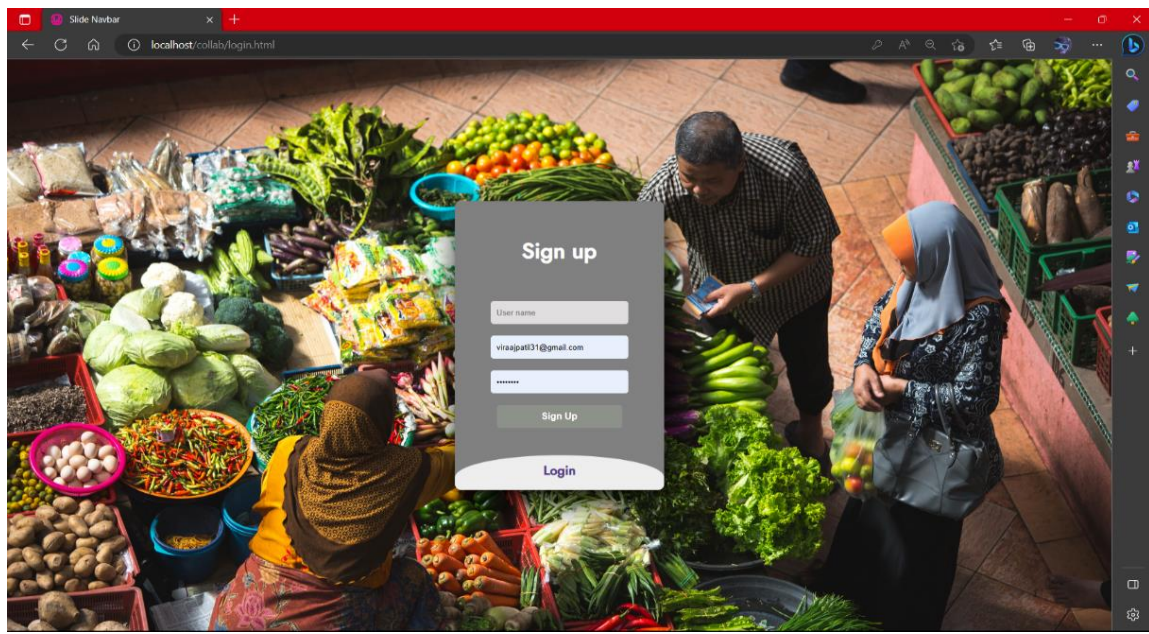 Slide Navbar
localhost/collab/login.html
Sign up
User name
viraajpatil31@gmail.com
••••••••
Sign Up
Login